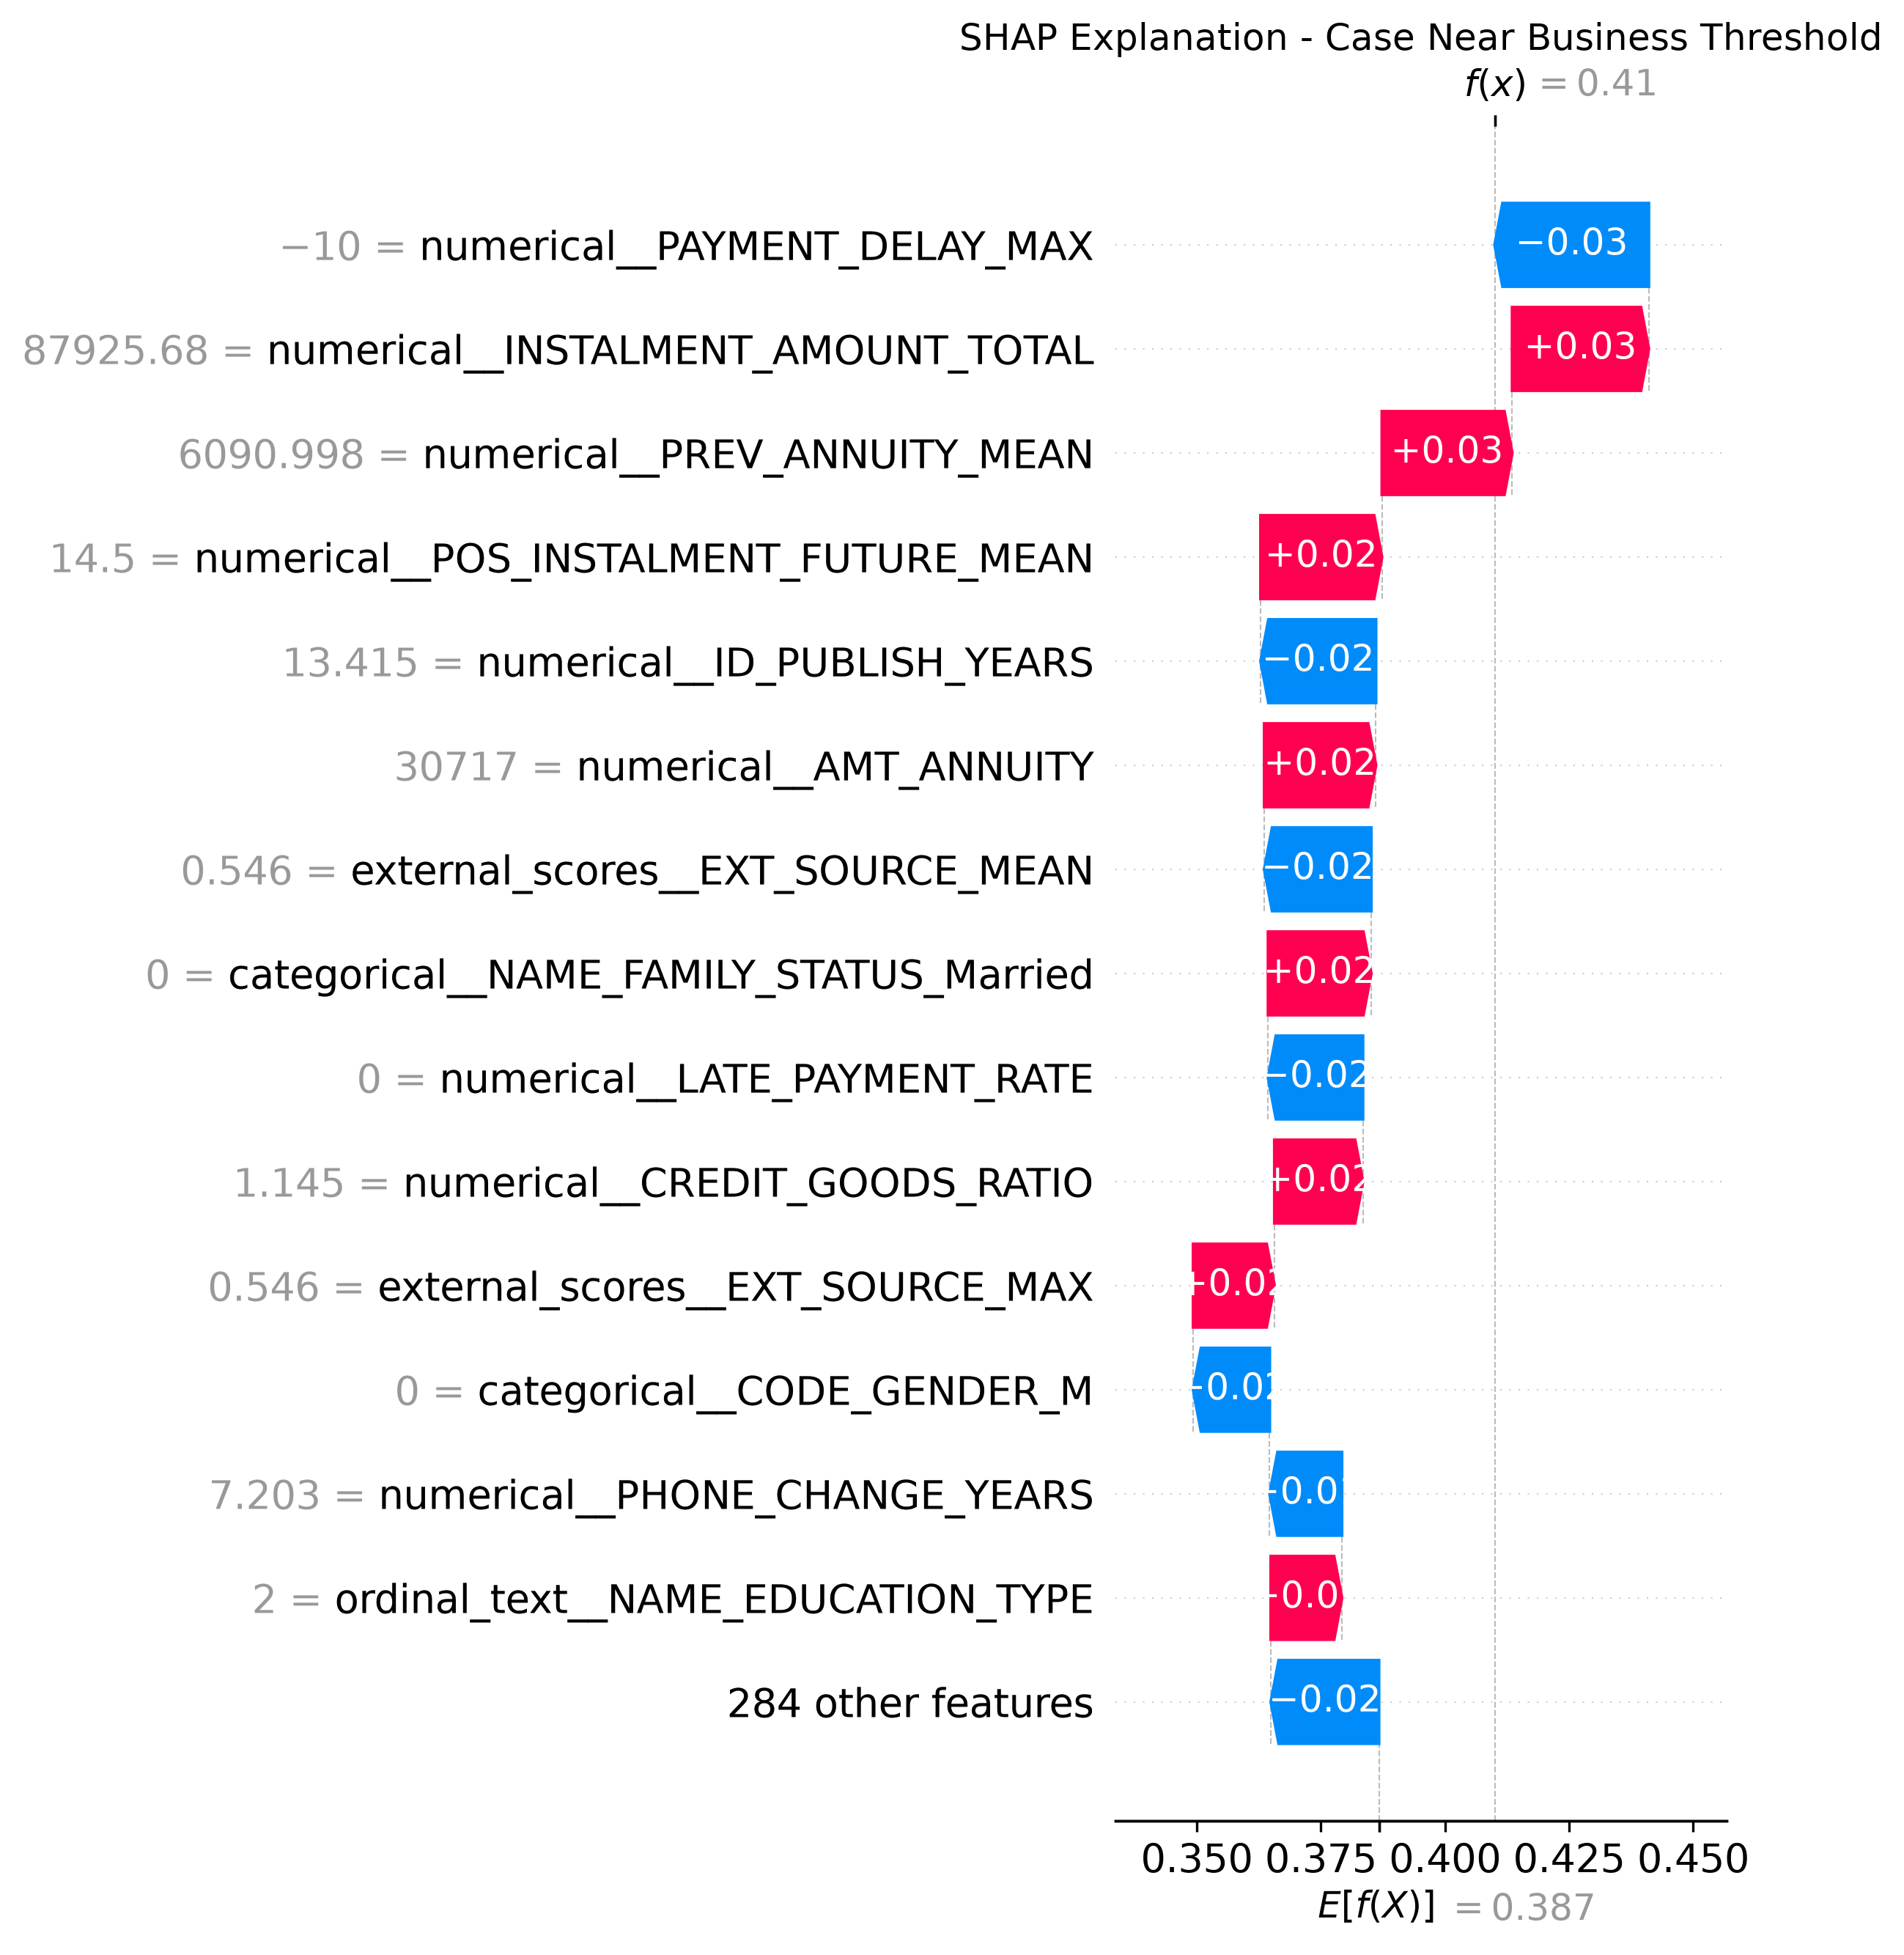 SHAP Explanation - Case Near Business Threshold
f(x) = 0.41
−10 = numerical__PAYMENT_DELAY_MAX −0.03
87925.68 = numerical__INSTALMENT_AMOUNT_TOTAL +0.03
6090.998 = numerical__PREV_ANNUITY_MEAN +0.03
14.5 = numerical__POS_INSTALMENT_FUTURE_MEAN +0.02
13.415 = numerical__ID_PUBLISH_YEARS −0.02
30717 = numerical__AMT_ANNUITY +0.02
0.546 = external_scores__EXT_SOURCE_MEAN −0.02
0 = categorical__NAME_FAMILY_STATUS_Married +0.02
0 = numerical__LATE_PAYMENT_RATE −0.02
1.145 = numerical__CREDIT_GOODS_RATIO +0.02
0.546 = external_scores__EXT_SOURCE_MAX +0.02
0 = categorical__CODE_GENDER_M −0.02
7.203 = numerical__PHONE_CHANGE_YEARS
2 = ordinal_text__NAME_EDUCATION_TYPE
284 other features −0.02
0.350 0.375 0.400 0.425 0.450
E[f(X)] = 0.387